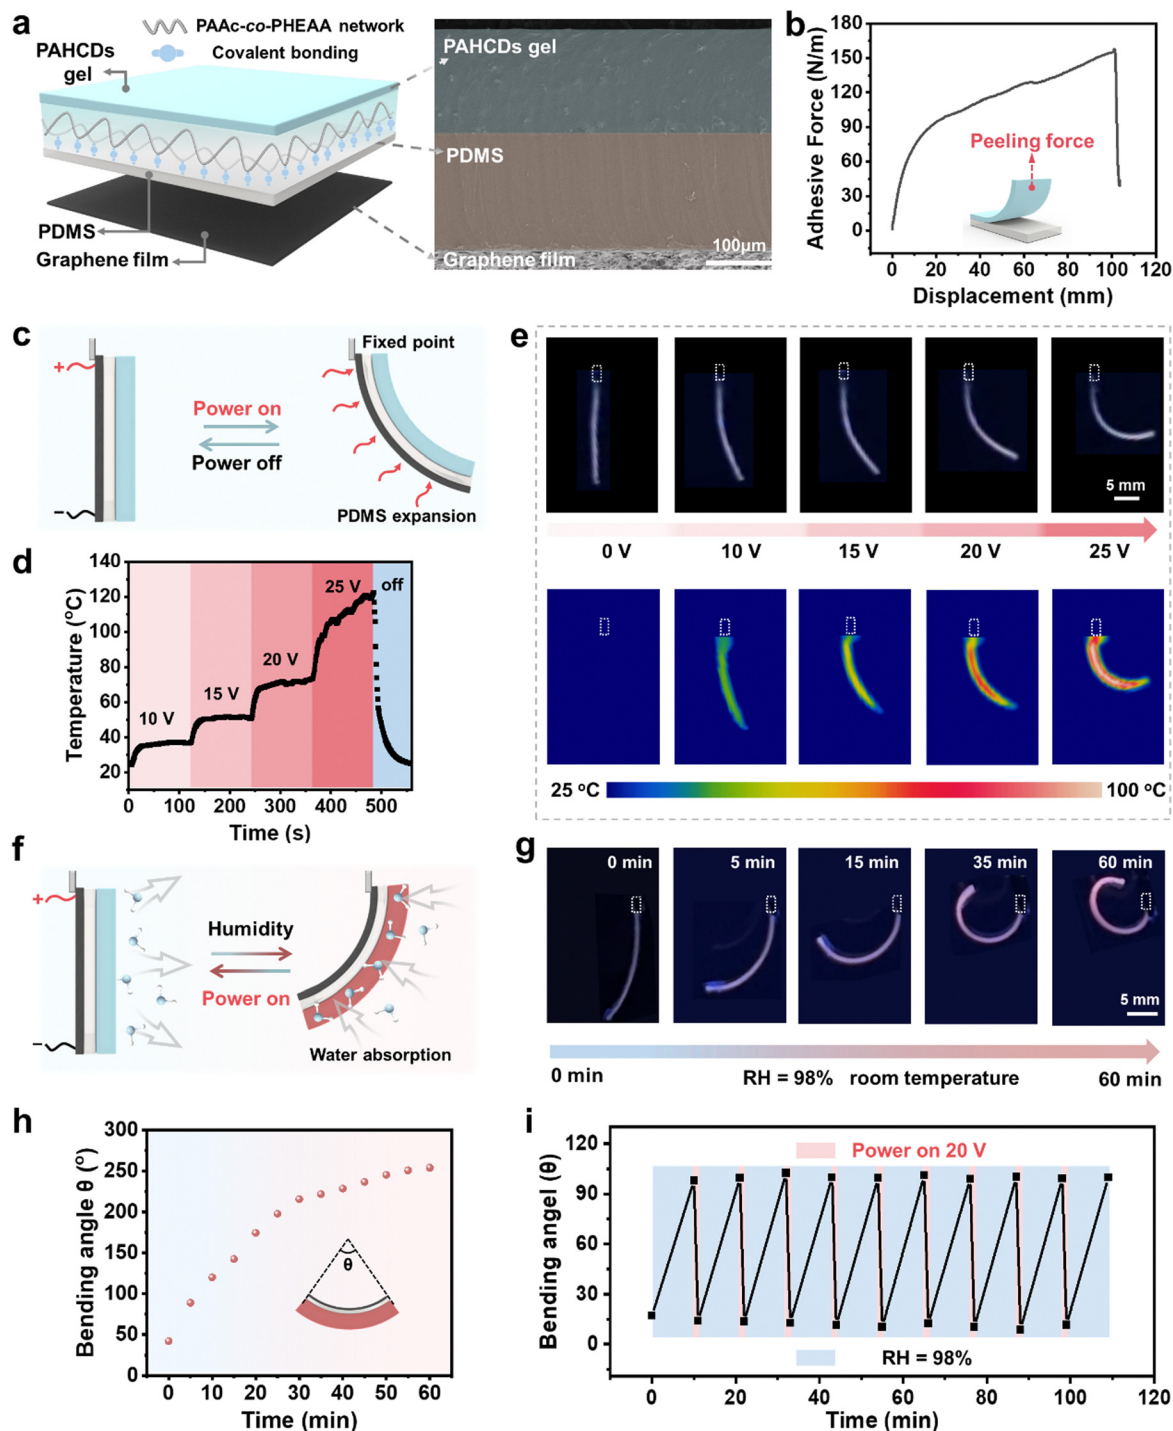 a
PAAc-co-PHEAA network
Covalent bonding
PAHCDs
gel
PDMS
Graphene film
PAHCDs gel
PDMS
Graphene film
100μm
b
Adhesive Force (N/m)
180
150
120
90
60
30
0
Peeling force
0 20 40 60 80 100 120
Displacement (mm)
c
+
−
Power on
Power off
Fixed point
PDMS expansion
d
Temperature (°C)
140
120
100
80
60
40
20
10 V
15 V
20 V
25 V
off
0 100 200 300 400 500
Time (s)
e
5 mm
0 V 10 V 15 V 20 V 25 V
25 °C
100 °C
f
+
−
Humidity
Power on
Water absorption
g
0 min 5 min 15 min 35 min 60 min
5 mm
0 min RH = 98% room temperature 60 min
h
Bending angle θ (°)
300
250
200
150
100
50
0
θ
0 10 20 30 40 50 60
Time (min)
i
Bending angel (θ)
120
90
60
30
0
Power on 20 V
RH = 98%
0 20 40 60 80 100 120
Time (min)